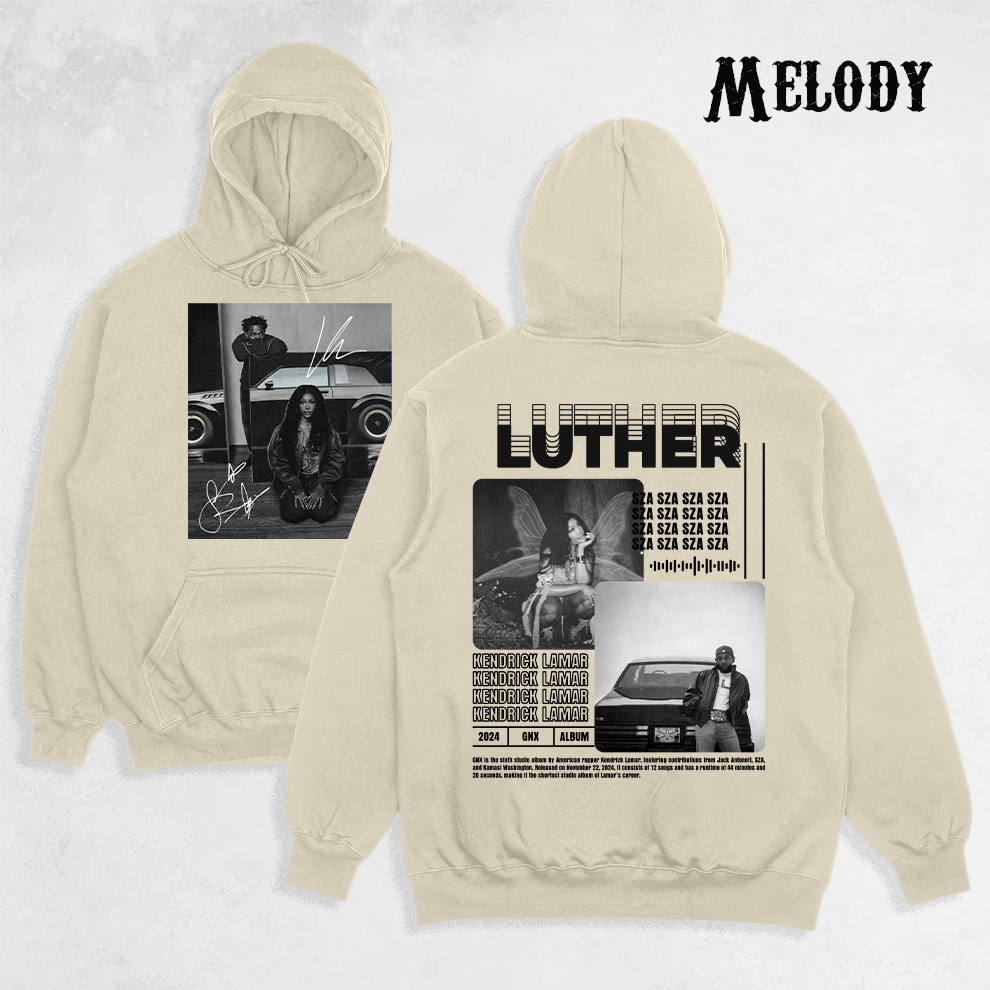 MELODY
LUTHER
SZA SZA SZA SZA
SZA SZA SZA SZA
SZA SZA SZA SZA
SZA SZA SZA SZA
KENDRICK LAMAR
KENDRICK LAMAR
KENDRICK LAMAR
KENDRICK LAMAR
2024 GNX ALBUM
GNX is the sixth studio album by American rapper Kendrick Lamar, featuring contributions from Jack Antonoff, SZA,
and Kamasi Washington. Released on November 22, 2024, it consists of 12 songs and has a runtime of 44 minutes and
20 seconds, making it the shortest studio album of Lamar's career.